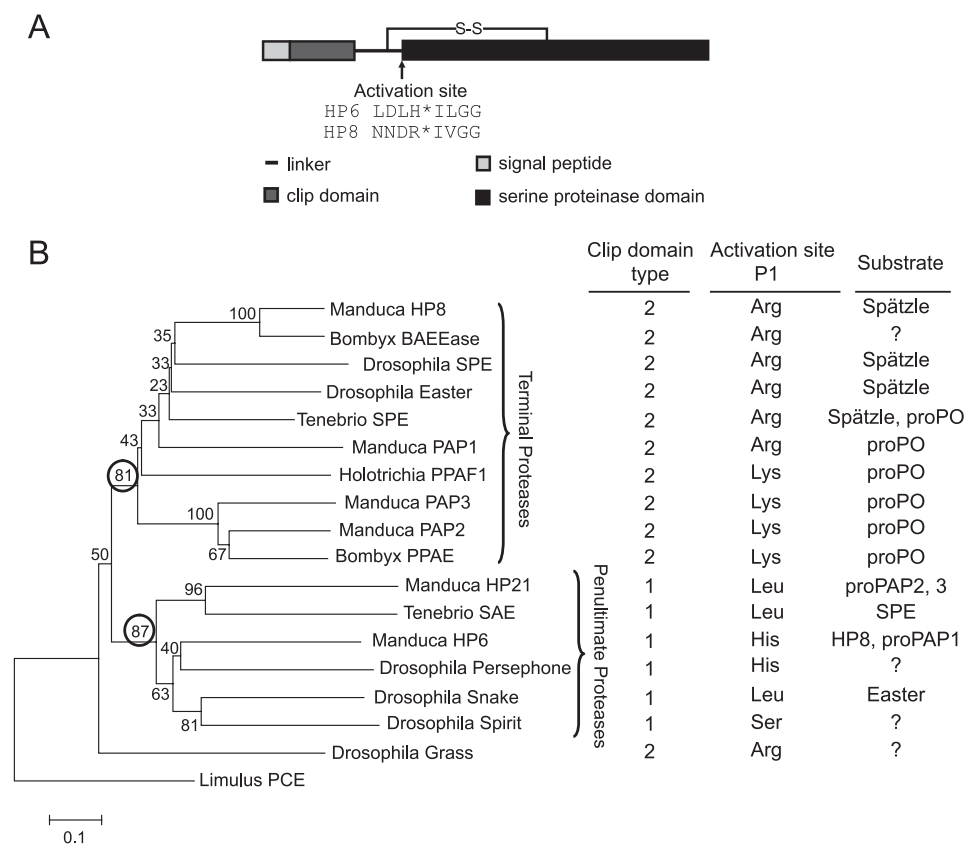 A
S-S
Activation site
HP6 LDLH*ILGG
HP8 NNDR*IVGG
linker
signal peptide
clip domain
serine proteinase domain
B
Clip domain type
Activation site P1
Substrate
100 Manduca HP8 2 Arg Spätzle
35 Bombyx BAEEase 2 Arg ?
33 Drosophila SPE 2 Arg Spätzle
23 Drosophila Easter 2 Arg Spätzle
33 Tenebrio SPE 2 Arg Spätzle, proPO
43 Manduca PAP1 2 Arg proPO
81 Holotrichia PPAF1 2 Lys proPO
100 Manduca PAP3 2 Lys proPO
Manduca PAP2 2 Lys proPO
50 67 Bombyx PPAE 2 Lys proPO
Terminal Proteases
96 Manduca HP21 1 Leu proPAP2, 3
Tenebrio SAE 1 Leu SPE
87 40 Manduca HP6 1 His HP8, proPAP1
Drosophila Persephone 1 His ?
63 Drosophila Snake 1 Leu Easter
81 Drosophila Spirit 1 Ser ?
Penultimate Proteases
Drosophila Grass 2 Arg ?
Limulus PCE
0.1